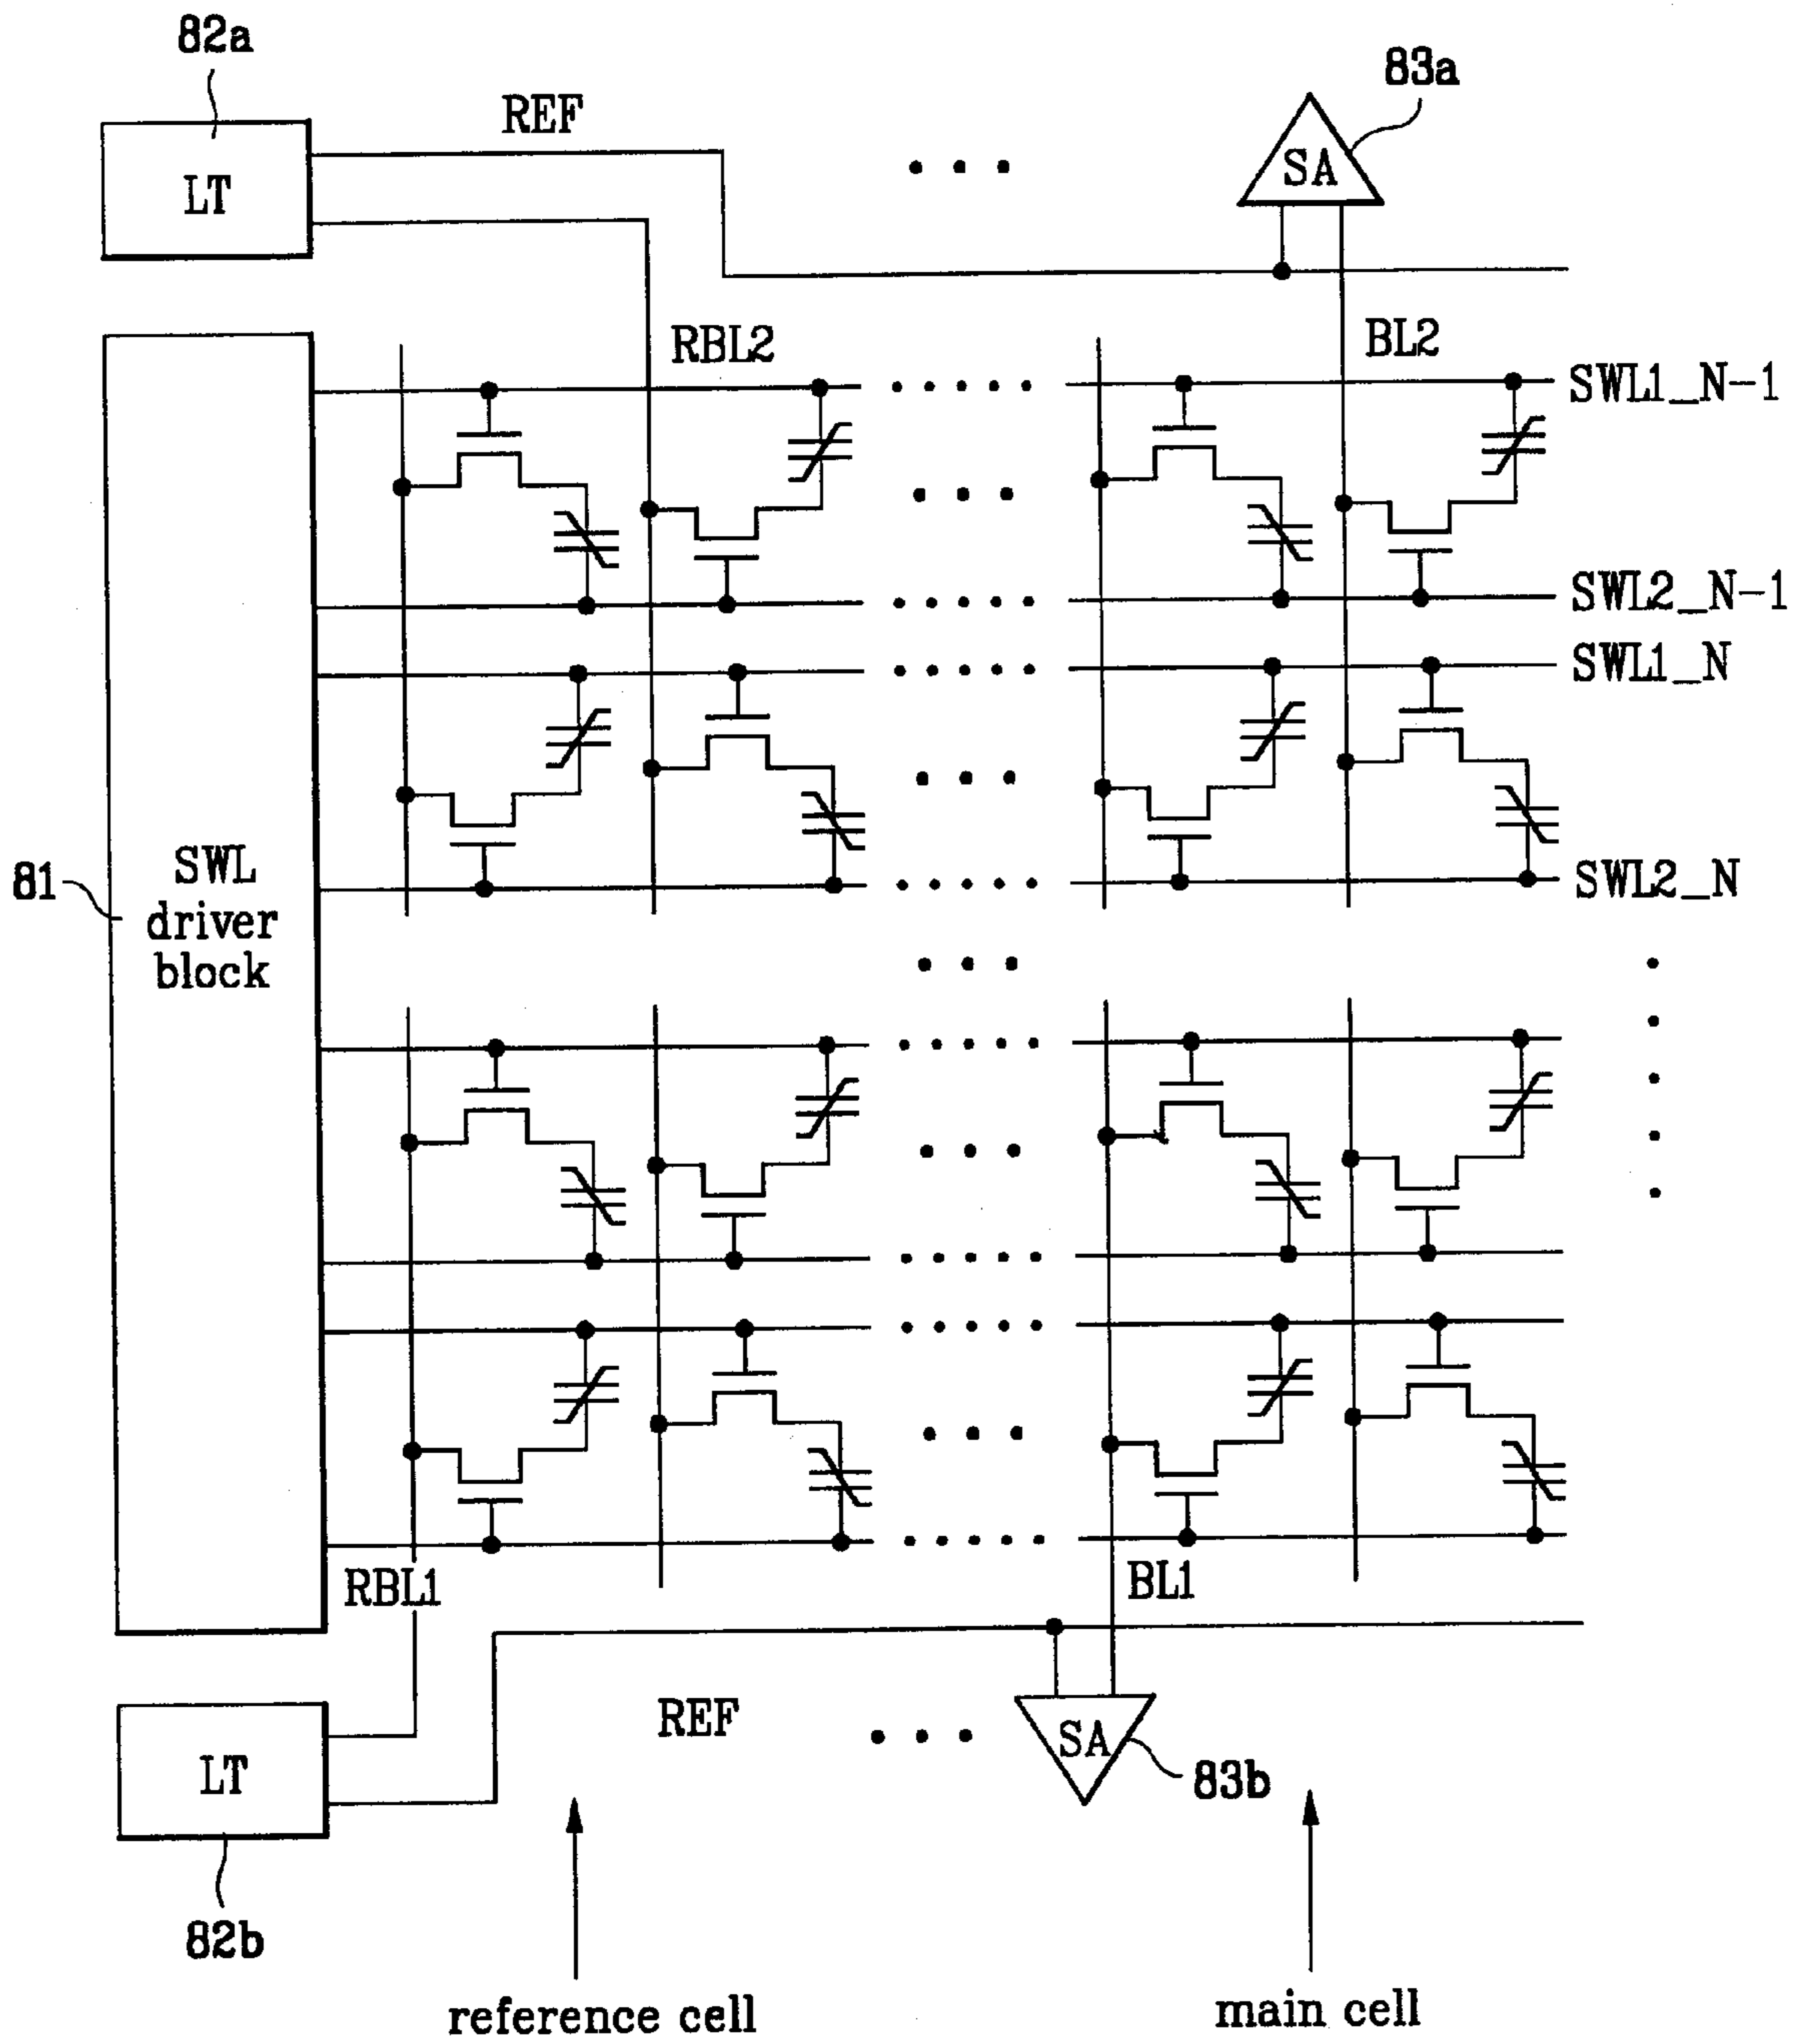 82a
83a
REF
LT
SA
RBL2
BL2
SWL1_N-1
SWL2_N-1
SWL1_N
SWL2_N
81
SWL
driver
block
RBL1
BL1
REF
SA
LT
83b
82b
reference cell
main cell